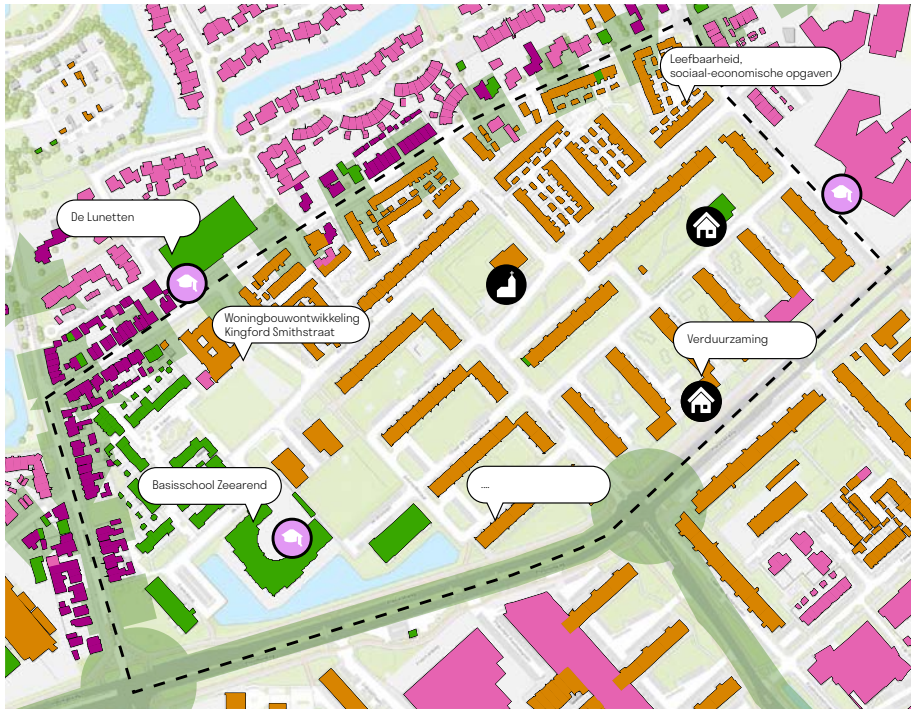 Leefbaarheid,
sociaal-economische opgaven
De Lunetten
Woningbouwontwikkeling
Kingford Smithstraat
Verduurzaming
Basisschool Zeearend
....